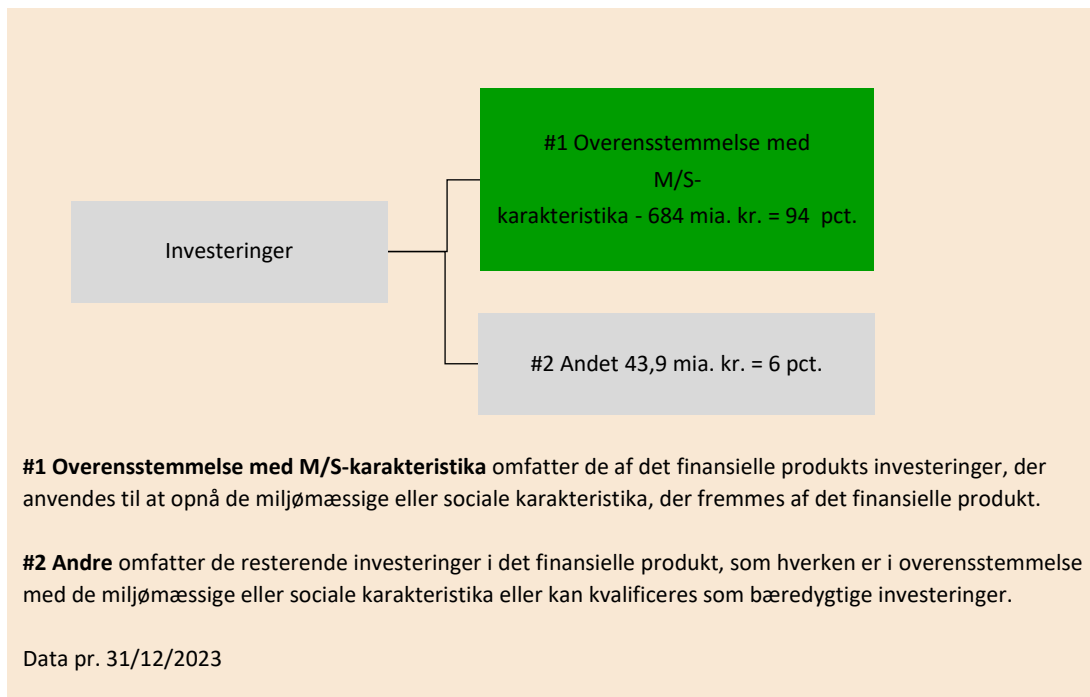 #1 Overensstemmelse med
M/S-
karakteristika - 684 mia. kr. = 94 pct.
Investeringer
#2 Andet 43,9 mia. kr. = 6 pct.
#1 Overensstemmelse med M/S-karakteristika omfatter de af det finansielle produkts investeringer, der
anvendes til at opnå de miljømæssige eller sociale karakteristika, der fremmes af det finansielle produkt.
#2 Andre omfatter de resterende investeringer i det finansielle produkt, som hverken er i overensstemmelse
med de miljømæssige eller sociale karakteristika eller kan kvalificeres som bæredygtige investeringer.
Data pr. 31/12/2023